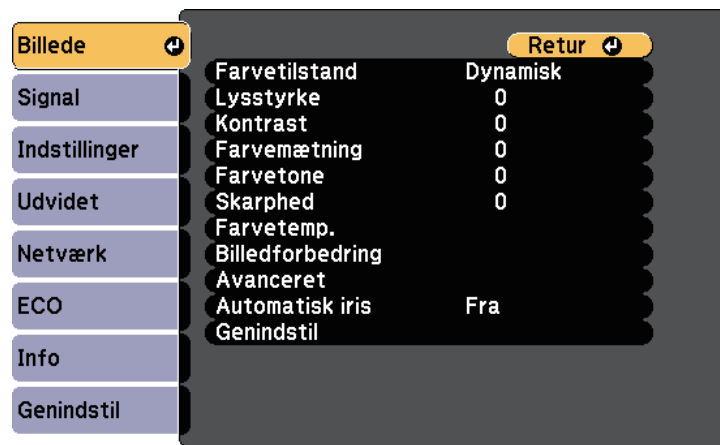 Billede
Signal
Indstillinger
Udvidet
Netværk
ECO
Info
Genindstil
Retur
Farvetilstand Dynamisk
Lysstyrke 0
Kontrast 0
Farvemætning 0
Farvetone 0
Skarphed 0
Farvetemp.
Billedforbedring
Avanceret
Automatisk iris Fra
Genindstil